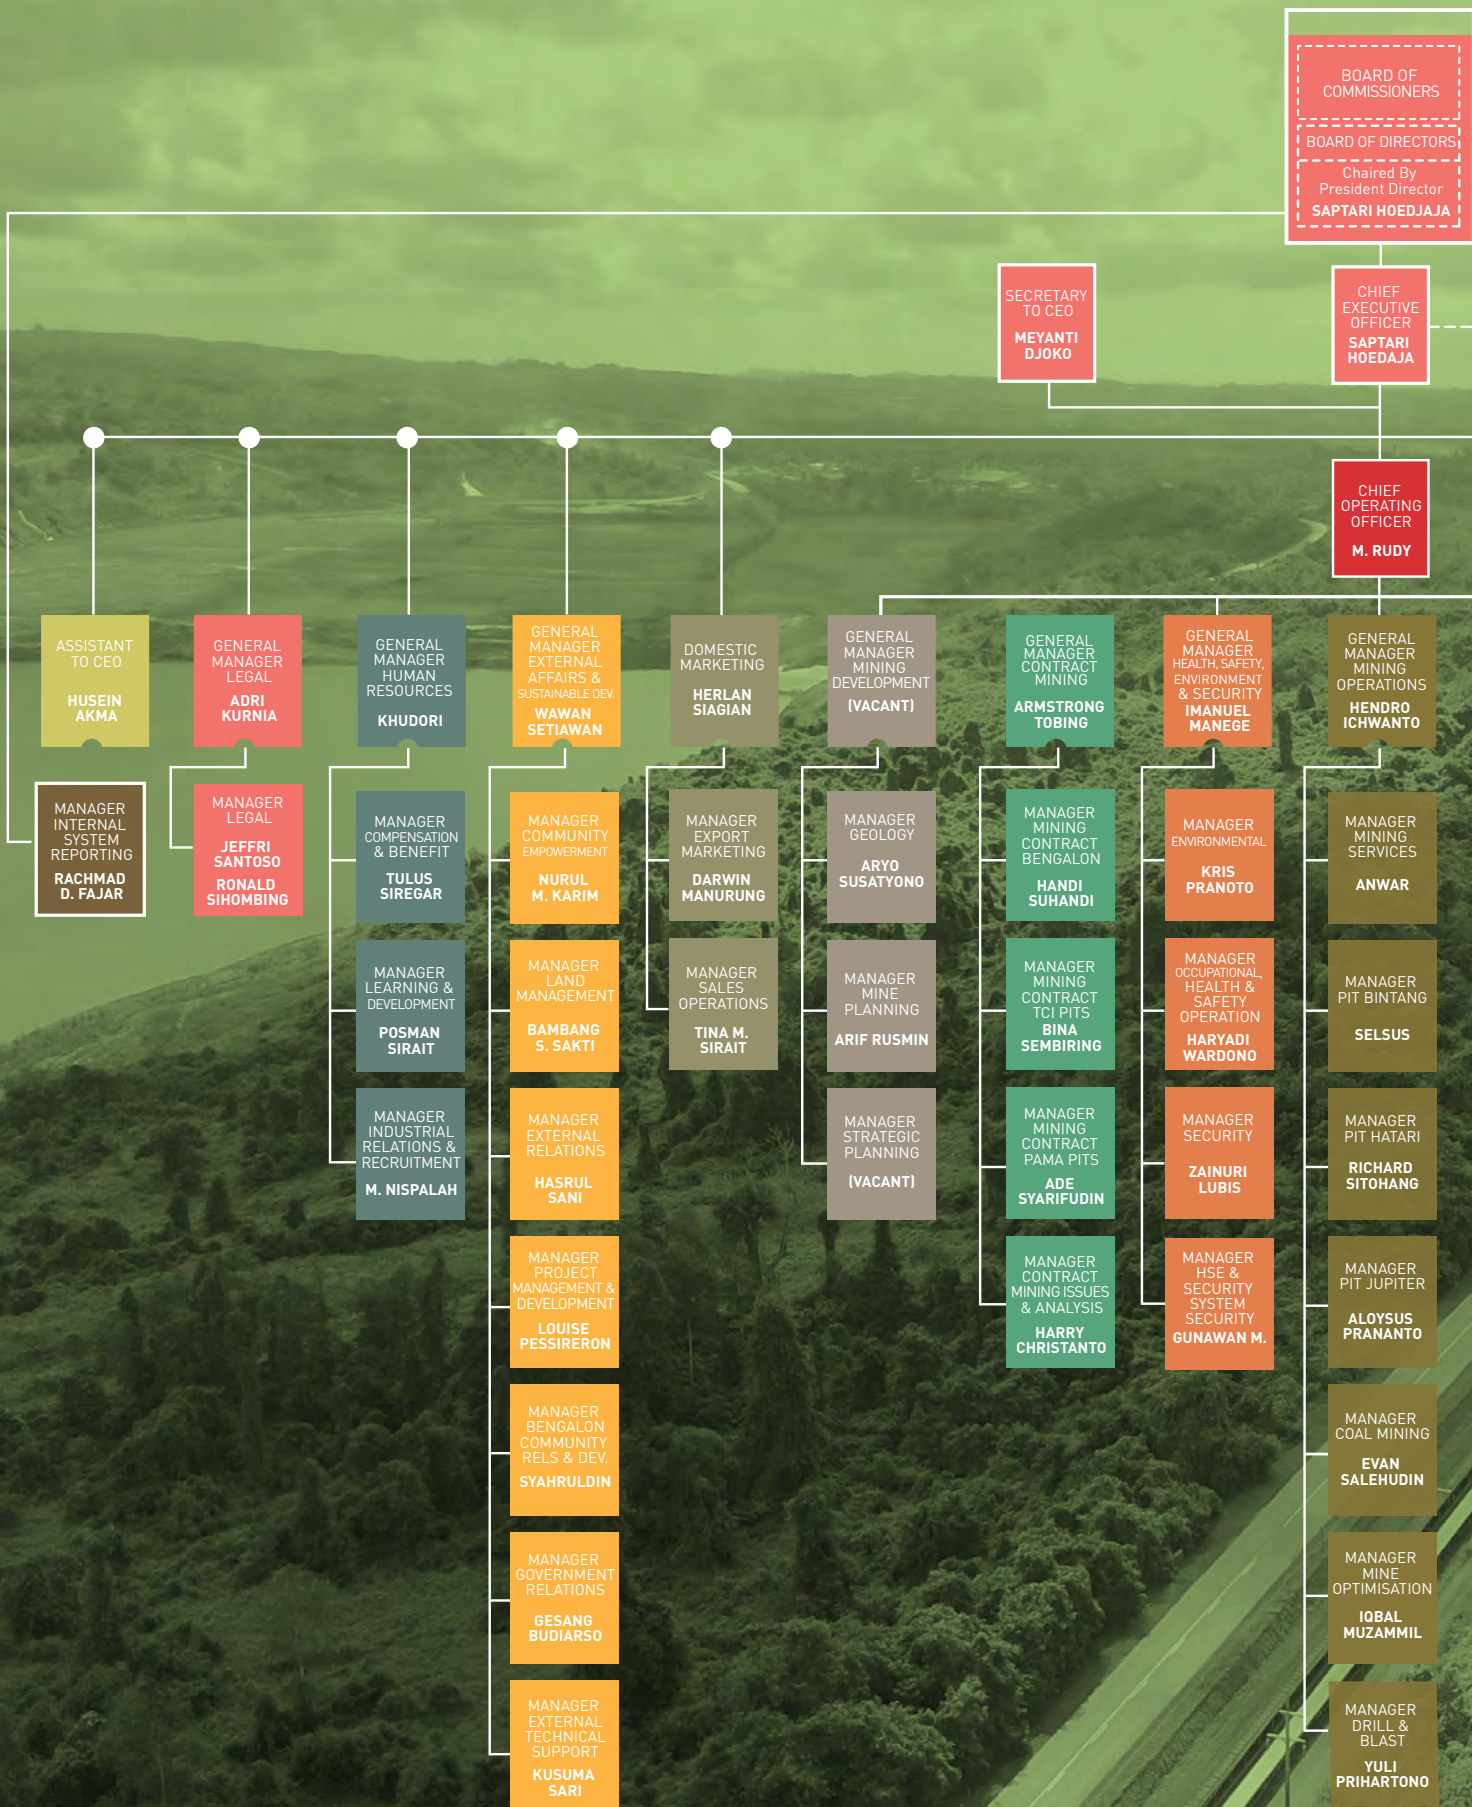 BOARD OF
COMMISSIONERS
BOARD OF DIRECTORS
Chaired By
President Director
SAPTARI HOEDJAJA
SECRETARY
TO CEO
MEYANTI
DJOKO
CHIEF
EXECUTIVE
OFFICER
SAPTARI
HOEDAJA
CHIEF
OPERATING
OFFICER
M. RUDY
ASSISTANT
TO CEO
HUSEIN
AKMA
MANAGER
INTERNAL
SYSTEM
REPORTING
RACHMAD
D. FAJAR
GENERAL
MANAGER
LEGAL
ADRI
KURNIA
MANAGER
LEGAL
JEFFRI
SANTOSO
RONALD
SIHOMBING
GENERAL
MANAGER
HUMAN
RESOURCES
KHUDORI
MANAGER
COMPENSATION
& BENEFIT
TULUS
SIREGAR
MANAGER
LEARNING &
DEVELOPMENT
POSMAN
SIRAIT
MANAGER
INDUSTRIAL
RELATIONS &
RECRUITMENT
M. NISPALAH
GENERAL
MANAGER
EXTERNAL
AFFAIRS &
SUSTAINABLE DEV.
WAWAN
SETIAWAN
MANAGER
COMMUNITY
EMPOWERMENT
NURUL
M. KARIM
MANAGER
LAND
MANAGEMENT
BAMBANG
S. SAKTI
MANAGER
EXTERNAL
RELATIONS
HASRUL
SANI
MANAGER
PROJECT
MANAGEMENT &
DEVELOPMENT
LOUISE
PESSIRERON
MANAGER
BENGALON
COMMUNITY
RELS & DEV.
SYAHRULDIN
MANAGER
GOVERNMENT
RELATIONS
GESANG
BUDIARSO
MANAGER
EXTERNAL
TECHNICAL
SUPPORT
KUSUMA
SARI
DOMESTIC
MARKETING
HERLAN
SIAGIAN
MANAGER
EXPORT
MARKETING
DARWIN
MANURUNG
MANAGER
SALES
OPERATIONS
TINA M.
SIRAIT
GENERAL
MANAGER
MINING
DEVELOPMENT
(VACANT)
MANAGER
GEOLOGY
ARYO
SUSATYONO
MANAGER
MINE
PLANNING
ARIF RUSMIN
MANAGER
STRATEGIC
PLANNING
(VACANT)
GENERAL
MANAGER
CONTRACT
MINING
ARMSTRONG
TOBING
MANAGER
MINING
CONTRACT
BENGALON
HANDI
SUHANDI
MANAGER
MINING
CONTRACT
TCI PITS
BINA
SEMBIRING
MANAGER
MINING
CONTRACT
PAMA PITS
ADE
SYARIFUDIN
MANAGER
CONTRACT
MINING ISSUES
& ANALYSIS
HARRY
CHRISTANTO
GENERAL
MANAGER
HEALTH, SAFETY,
ENVIRONMENT
& SECURITY
IMANUEL
MANEGE
MANAGER
ENVIRONMENTAL
KRIS
PRANOTO
MANAGER
OCCUPATIONAL,
HEALTH &
SAFETY
OPERATION
HARYADI
WARDONO
MANAGER
SECURITY
ZAINURI
LUBIS
MANAGER
HSE &
SECURITY
SYSTEM
SECURITY
GUNAWAN M.
GENERAL
MANAGER
MINING
OPERATIONS
HENDRO
ICHWANTO
MANAGER
MINING
SERVICES
ANWAR
MANAGER
PIT BINTANG
SELSUS
MANAGER
PIT HATARI
RICHARD
SITOHANG
MANAGER
PIT JUPITER
ALOYSUS
PRANANTO
MANAGER
COAL MINING
EVAN
SALEHUDIN
MANAGER
MINE
OPTIMISATION
IQBAL
MUZAMMIL
MANAGER
DRILL &
BLAST
YULI
PRIHARTONO